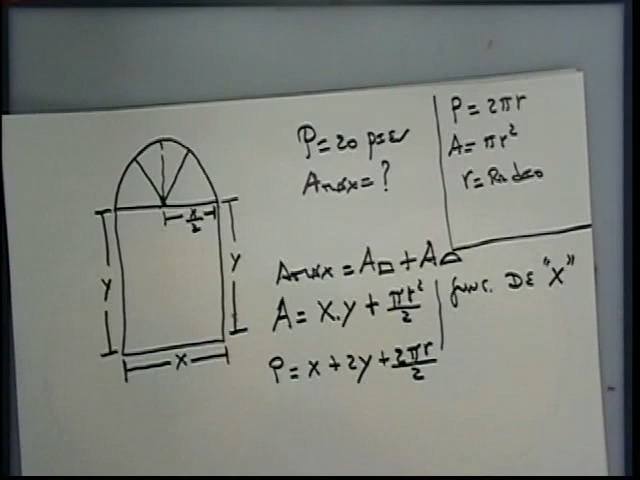 P = 20 pies
Amax = ?
P = 2πr
A = πr²
r = Radio
x/2
y
y
x
Amax = A▭ + A⌓
A = x.y + πr²/2
P = x + 2y + 2πr/2
func. DE "X"